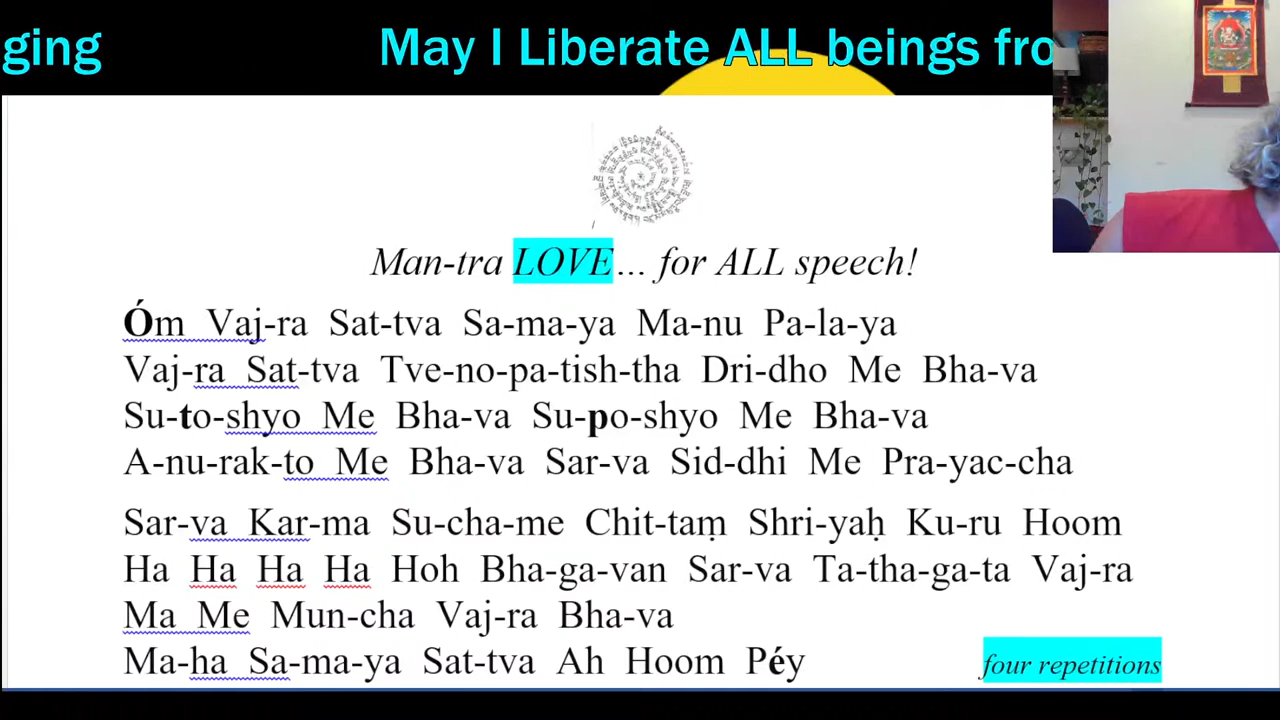 ging May I Liberate ALL beings fro
Man-tra LOVE… for ALL speech!
Óm Vaj-ra Sat-tva Sa-ma-ya Ma-nu Pa-la-ya
Vaj-ra Sat-tva Tve-no-pa-tish-tha Dri-dho Me Bha-va
Su-to-shyo Me Bha-va Su-po-shyo Me Bha-va
A-nu-rak-to Me Bha-va Sar-va Sid-dhi Me Pra-yac-cha
Sar-va Kar-ma Su-cha-me Chit-taṃ Shri-yaḥ Ku-ru Hoom
Ha Ha Ha Ha Hoh Bha-ga-van Sar-va Ta-tha-ga-ta Vaj-ra
Ma Me Mun-cha Vaj-ra Bha-va
Ma-ha Sa-ma-ya Sat-tva Ah Hoom Péy
four repetitions